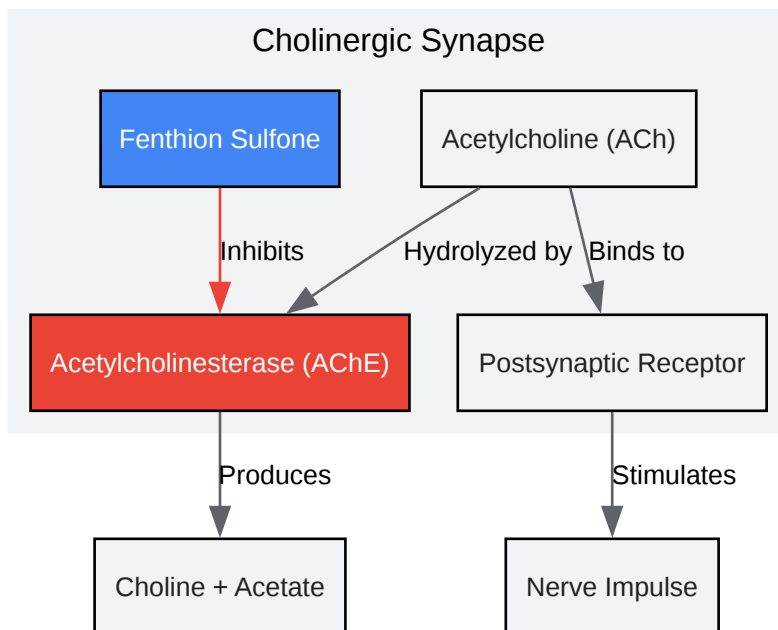 Cholinergic Synapse
Fenthion Sulfone
Acetylcholine (ACh)
Inhibits
Hydrolyzed by
Binds to
Acetylcholinesterase (AChE)
Postsynaptic Receptor
Produces
Stimulates
Choline + Acetate
Nerve Impulse